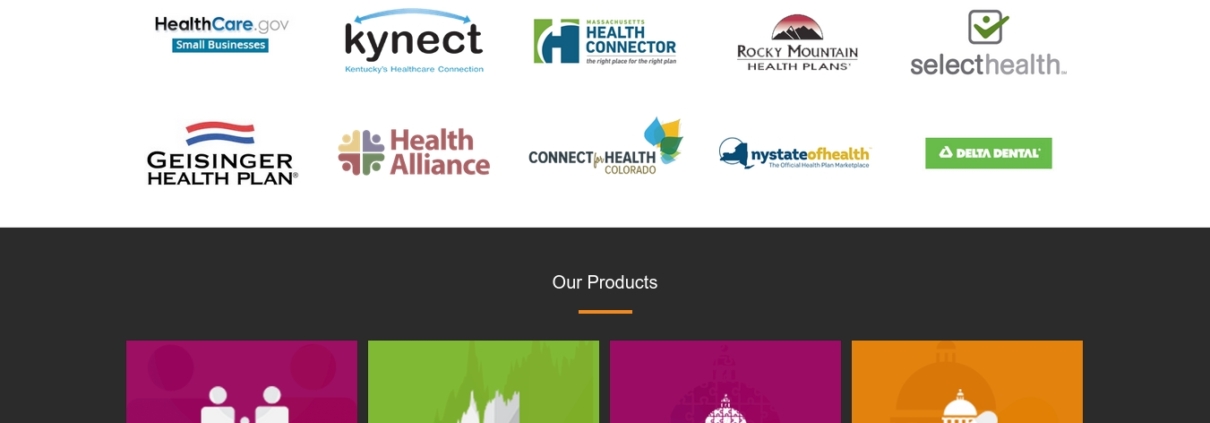 HealthCare.gov
Small Businesses
kynect
Kentucky's Healthcare Connection
MASSACHUSETTS
HEALTH
CONNECTOR
the right place for the right plan
ROCKY MOUNTAIN
HEALTH PLANS
selecthealth
GEISINGER
HEALTH PLAN®
Health
Alliance
CONNECT for HEALTH
COLORADO
nystateofhealth
The Official Health Plan Marketplace
DELTA DENTAL
Our Products